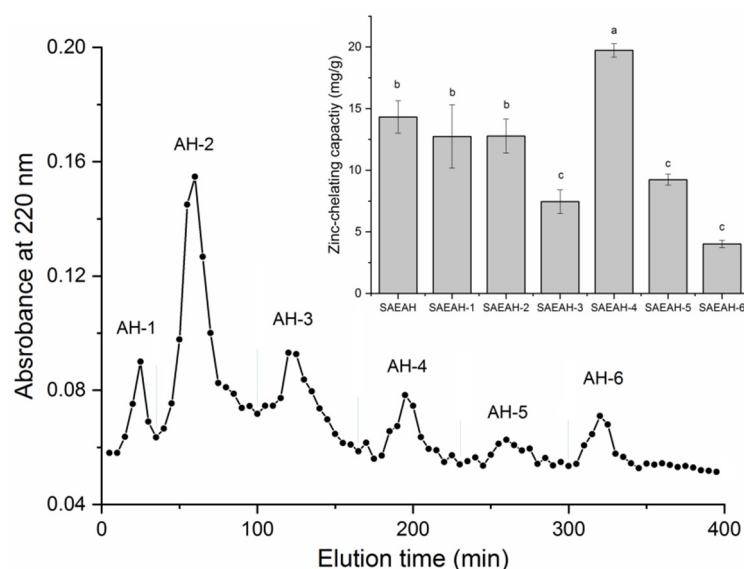 0.20
0.16
0.12
0.08
0.04
Absrobance at 220 nm
0
100
200
300
400
Elution time (min)
AH-1
AH-2
AH-3
AH-4
AH-5
AH-6
20
15
10
5
0
Zinc-chelating capactiy (mg/g)
b
b
b
c
a
c
c
SAEAH
SAEAH-1
SAEAH-2
SAEAH-3
SAEAH-4
SAEAH-5
SAEAH-6